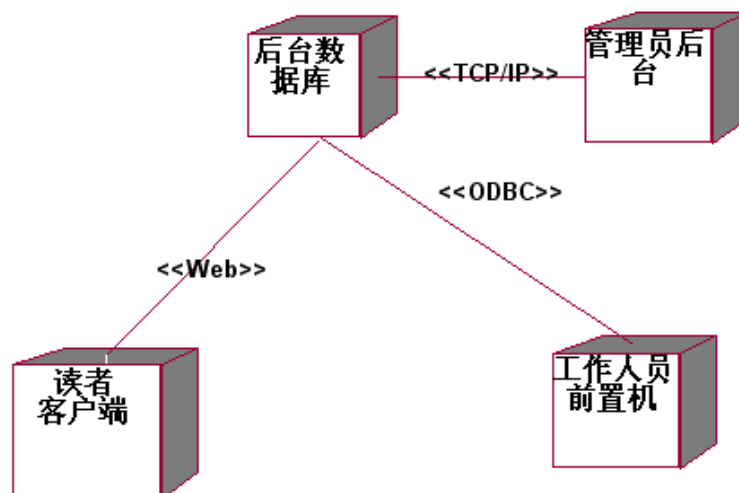 后台数
据库
<<TCP/IP>>
管理员后
台
<<ODBC>>
<<Web>>
读者
客户端
工作人员
前置机